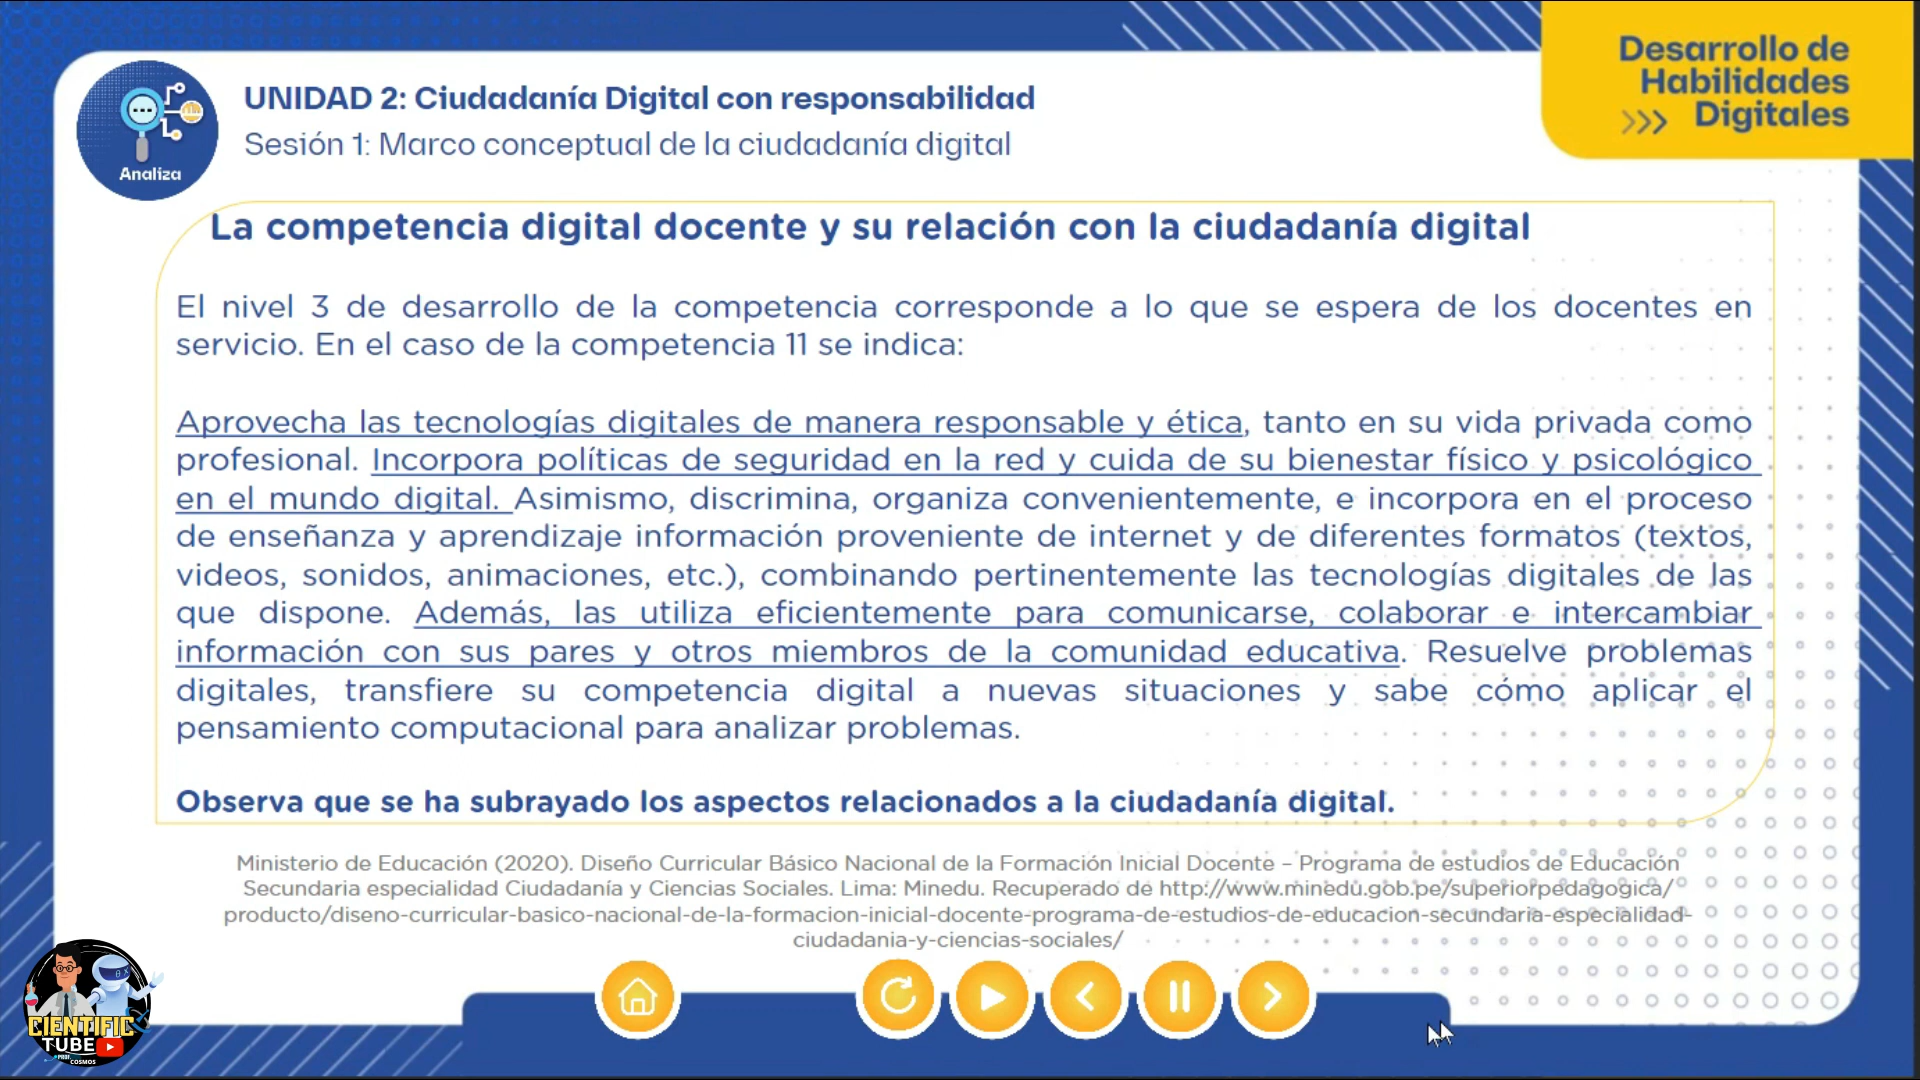 Desarrollo de
Habilidades
>>> Digitales
Analiza
UNIDAD 2: Ciudadanía Digital con responsabilidad
Sesión 1: Marco conceptual de la ciudadanía digital
La competencia digital docente y su relación con la ciudadanía digital
El nivel 3 de desarrollo de la competencia corresponde a lo que se espera de los docentes en
servicio. En el caso de la competencia 11 se indica:
Aprovecha las tecnologías digitales de manera responsable y ética, tanto en su vida privada como
profesional. Incorpora políticas de seguridad en la red y cuida de su bienestar físico y psicológico
en el mundo digital. Asimismo, discrimina, organiza convenientemente, e incorpora en el proceso
de enseñanza y aprendizaje información proveniente de internet y de diferentes formatos (textos,
videos, sonidos, animaciones, etc.), combinando pertinentemente las tecnologías digitales de las
que dispone. Además, las utiliza eficientemente para comunicarse, colaborar e intercambiar
información con sus pares y otros miembros de la comunidad educativa. Resuelve problemas
digitales, transfiere su competencia digital a nuevas situaciones y sabe cómo aplicar el
pensamiento computacional para analizar problemas.
Observa que se ha subrayado los aspectos relacionados a la ciudadanía digital.
Ministerio de Educación (2020). Diseño Curricular Básico Nacional de la Formación Inicial Docente – Programa de estudios de Educación
Secundaria especialidad Ciudadanía y Ciencias Sociales. Lima: Minedu. Recuperado de http://www.minedu.gob.pe/superiorpedagogica/
producto/diseno-curricular-basico-nacional-de-la-formacion-inicial-docente-programa-de-estudios-de-educacion-secundaria-especialidad-
ciudadania-y-ciencias-sociales/
CIENTIFIC
TUBE
PROF
COSMOS